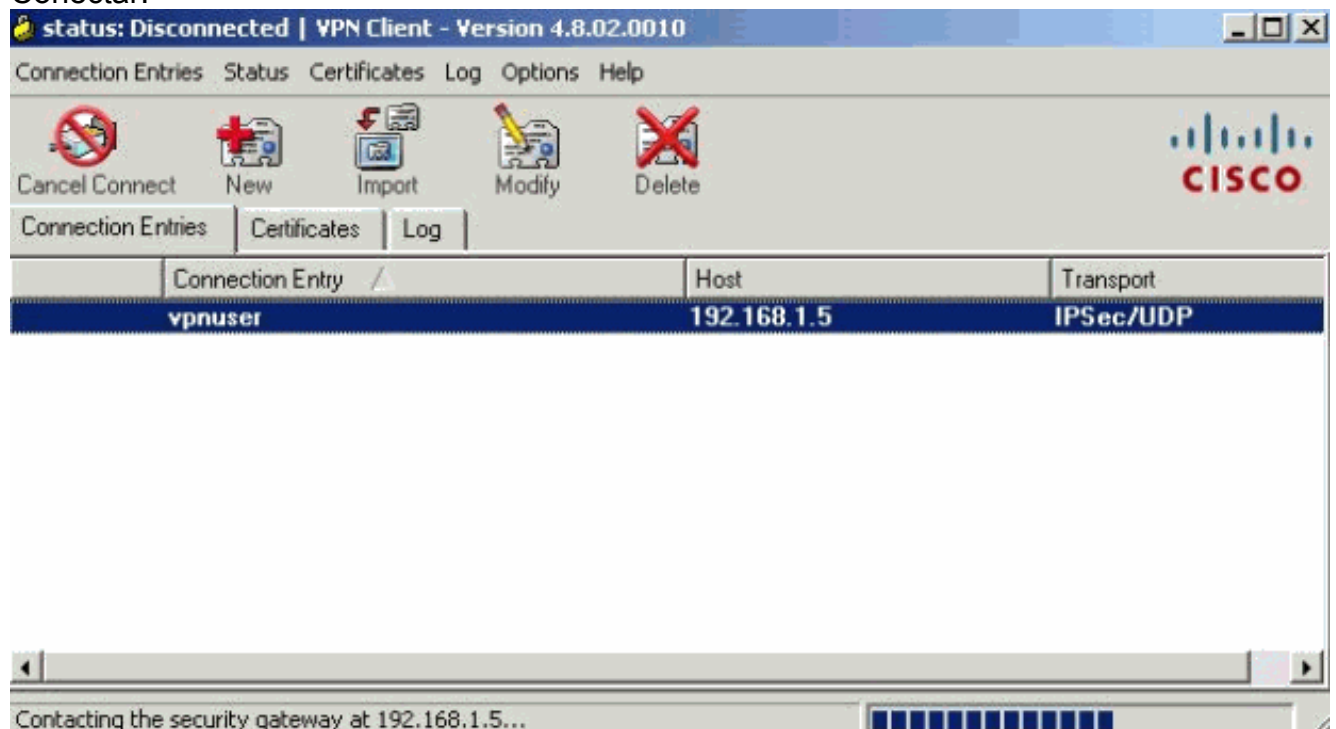 status: Disconnected | VPN Client - Version 4.8.02.0010
Connection Entries Status Certificates Log Options Help
Cancel Connect New Import Modify Delete
CISCO
Connection Entries Certificates Log
Connection Entry Host Transport
vpnuser 192.168.1.5 IPSec/UDP
Contacting the security gateway at 192.168.1.5...